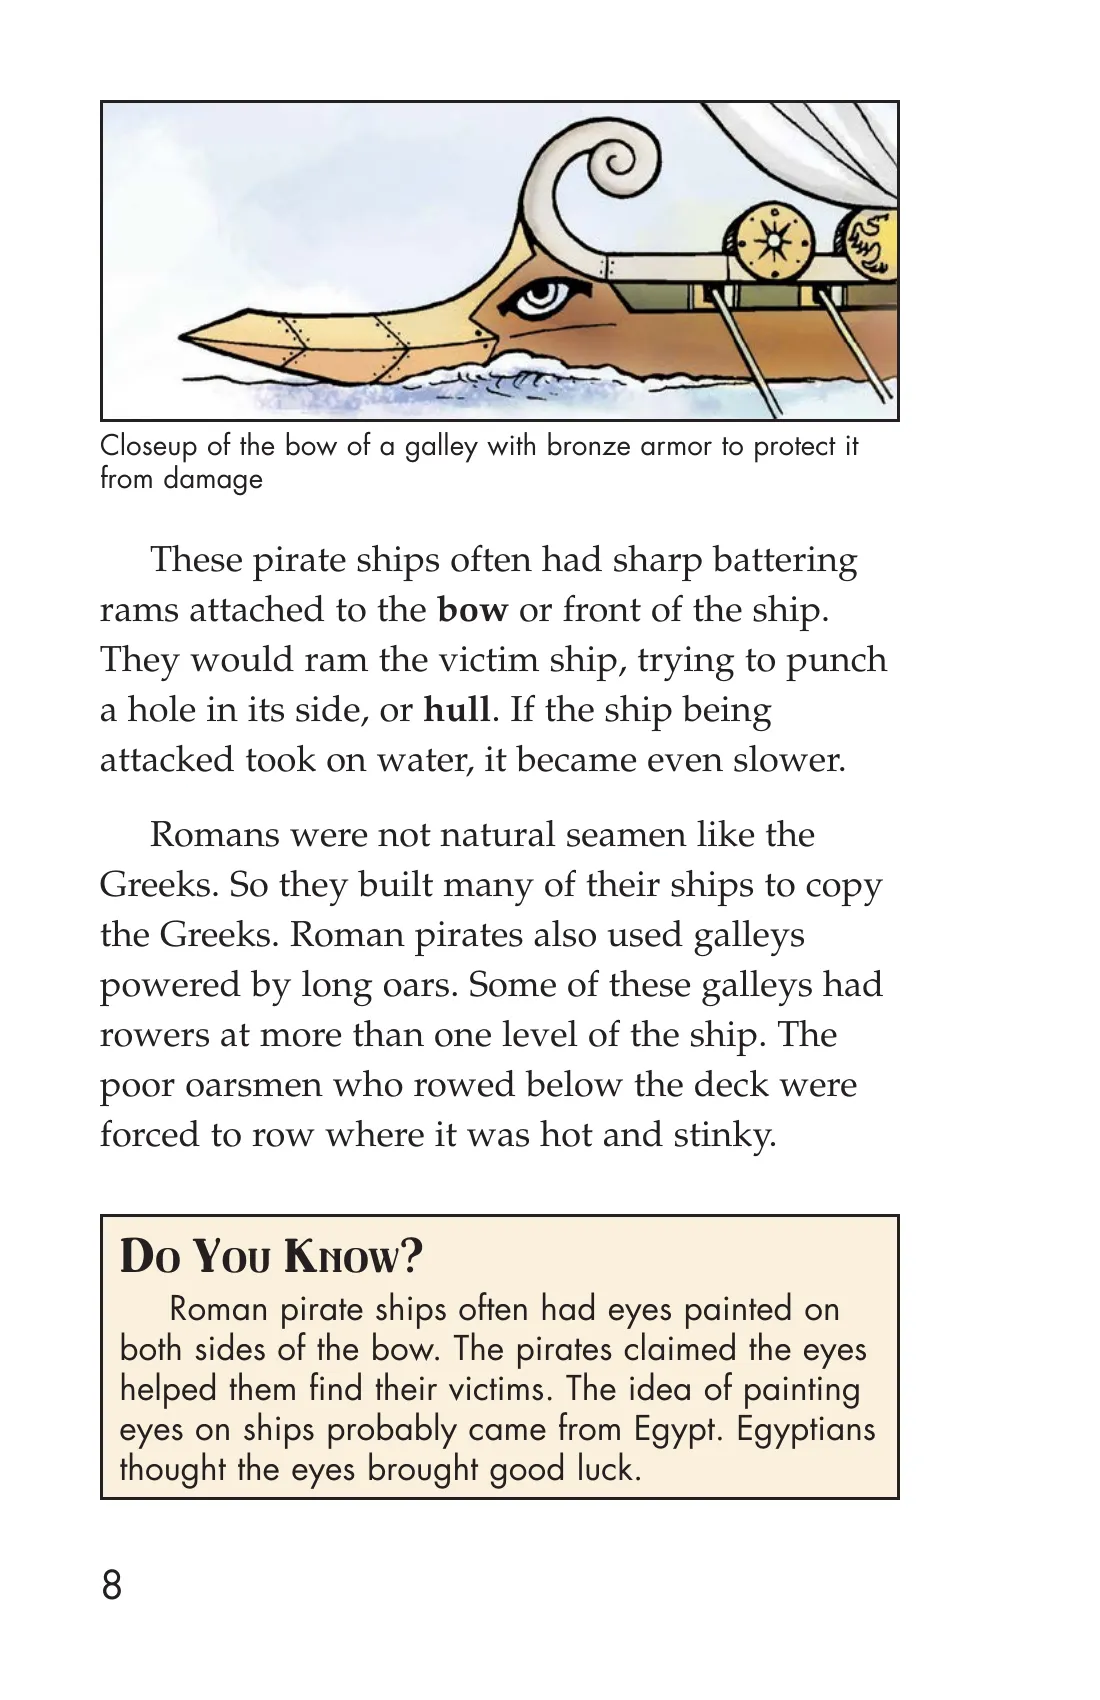 Closeup of the bow of a galley with bronze armor to protect it
from damage
These pirate ships often had sharp battering
rams attached to the bow or front of the ship.
They would ram the victim ship, trying to punch
a hole in its side, or hull. If the ship being
attacked took on water, it became even slower.
Romans were not natural seamen like the
Greeks. So they built many of their ships to copy
the Greeks. Roman pirates also used galleys
powered by long oars. Some of these galleys had
rowers at more than one level of the ship. The
poor oarsmen who rowed below the deck were
forced to row where it was hot and stinky.
Do You Know?
Roman pirate ships often had eyes painted on
both sides of the bow. The pirates claimed the eyes
helped them find their victims. The idea of painting
eyes on ships probably came from Egypt. Egyptians
thought the eyes brought good luck.
8